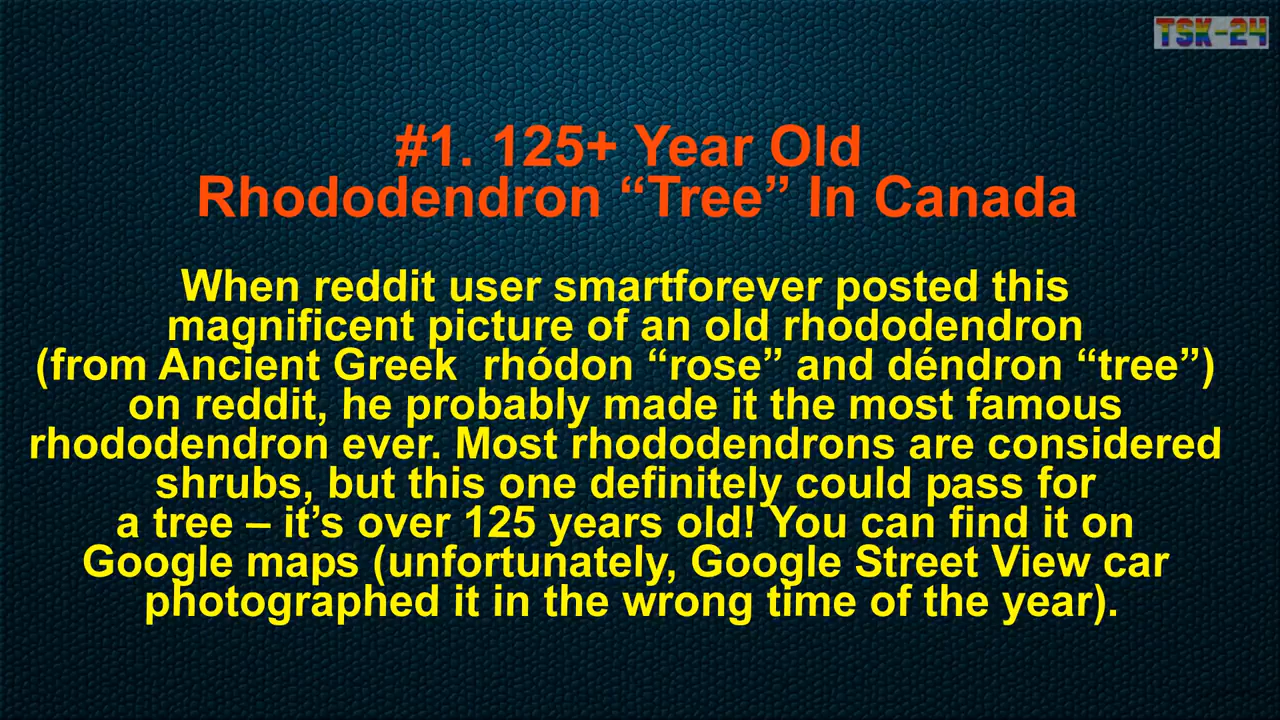 TSK-24
#1. 125+ Year Old
Rhododendron “Tree” In Canada
When reddit user smartforever posted this
magnificent picture of an old rhododendron
(from Ancient Greek  rhódon “rose” and déndron “tree”)
on reddit, he probably made it the most famous
rhododendron ever. Most rhododendrons are considered
shrubs, but this one definitely could pass for
a tree – it’s over 125 years old! You can find it on
Google maps (unfortunately, Google Street View car
photographed it in the wrong time of the year).